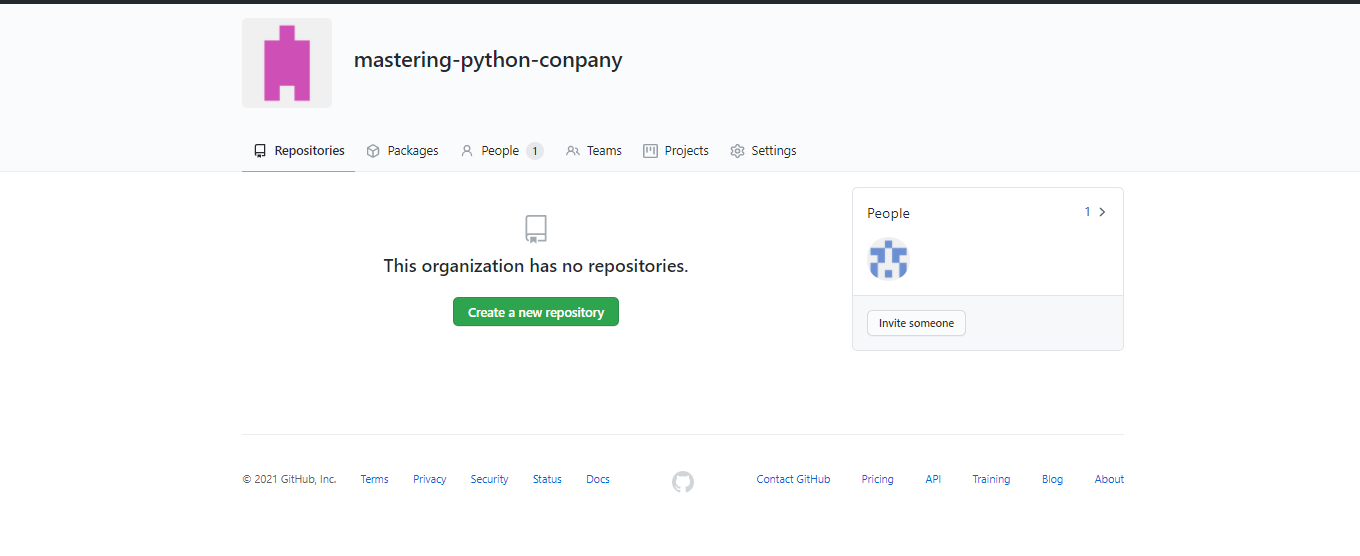 mastering-python-conpany
Repositories Packages People 1 Teams Projects Settings
This organization has no repositories.
Create a new repository
People 1
Invite someone
© 2021 GitHub, Inc. Terms Privacy Security Status Docs Contact GitHub Pricing API Training Blog About